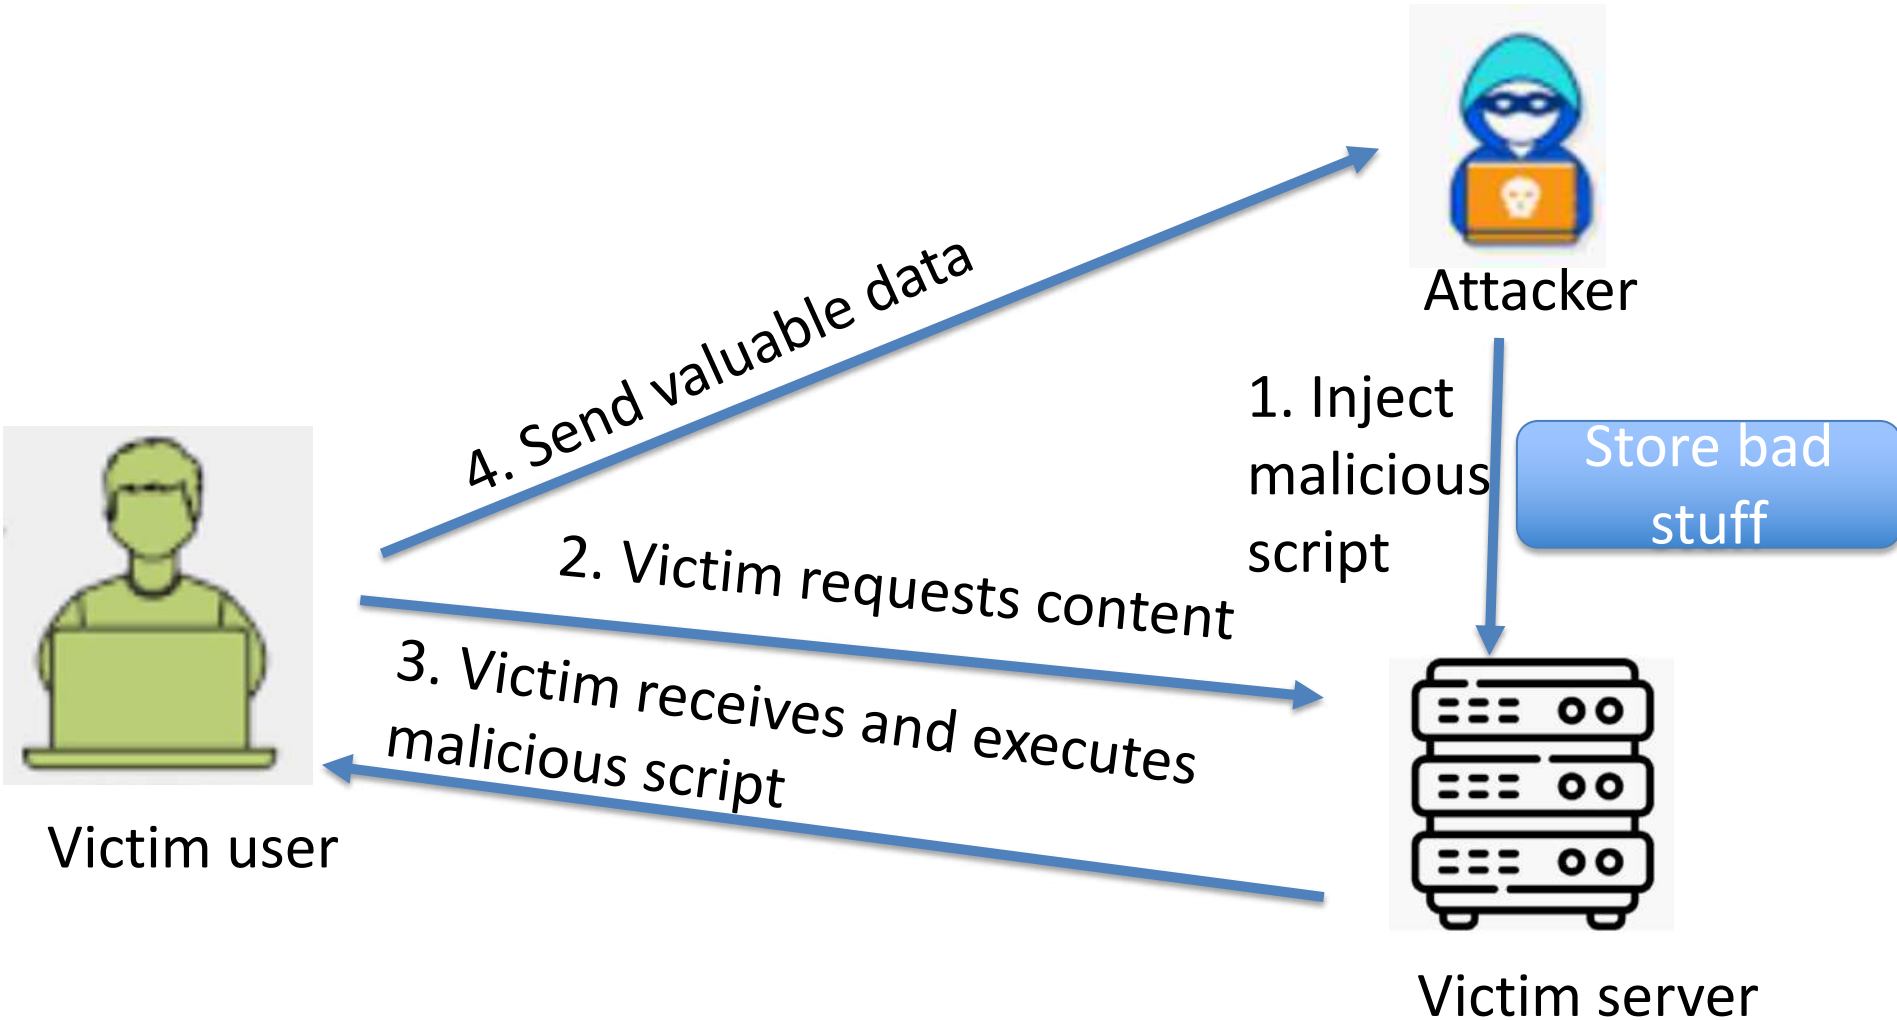 Attacker
1. Inject
malicious
script
Store bad
stuff
4. Send valuable data
2. Victim requests content
3. Victim receives and executes
malicious script
Victim user
Victim server